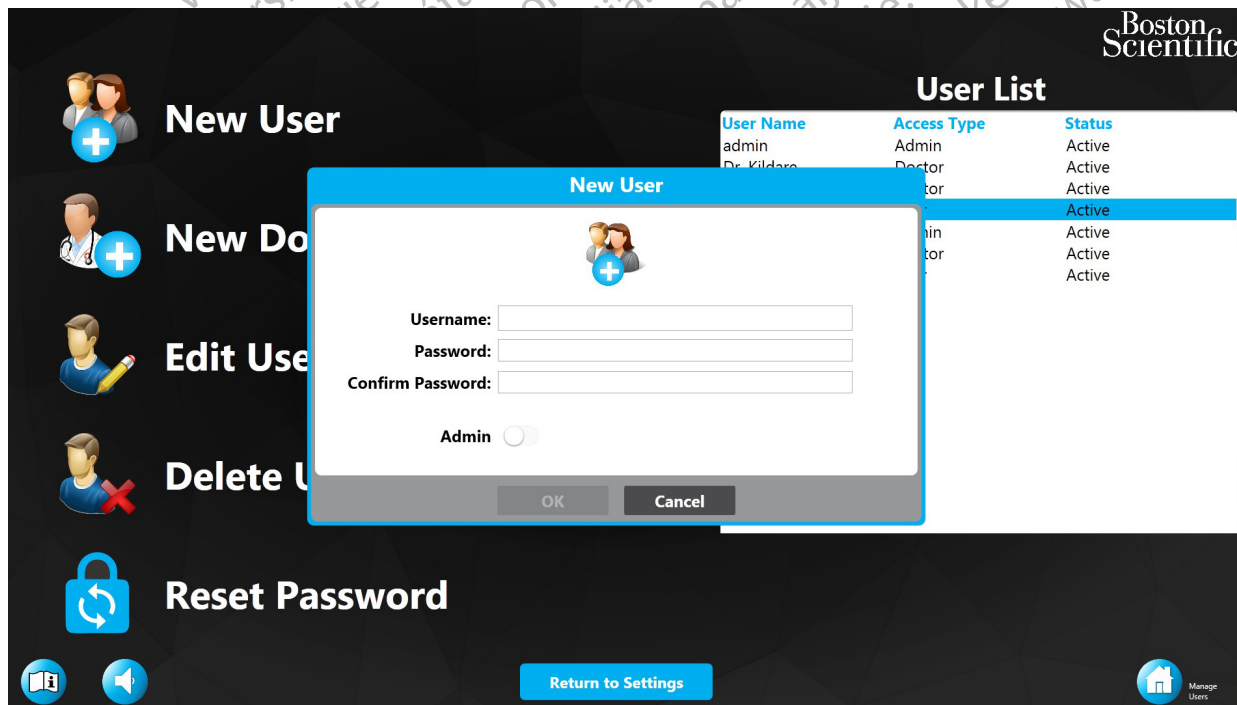 Boston
Scientific
User List
New User
User Name Access Type Status
admin Admin Active
Dr. Kildare Doctor Active
New User
Active
Active
Active
Active
Active
New Do
Username:
Password:
Edit Use
Confirm Password:
Admin
Delete U
OK Cancel
Reset Password
Return to Settings
Manage
Users